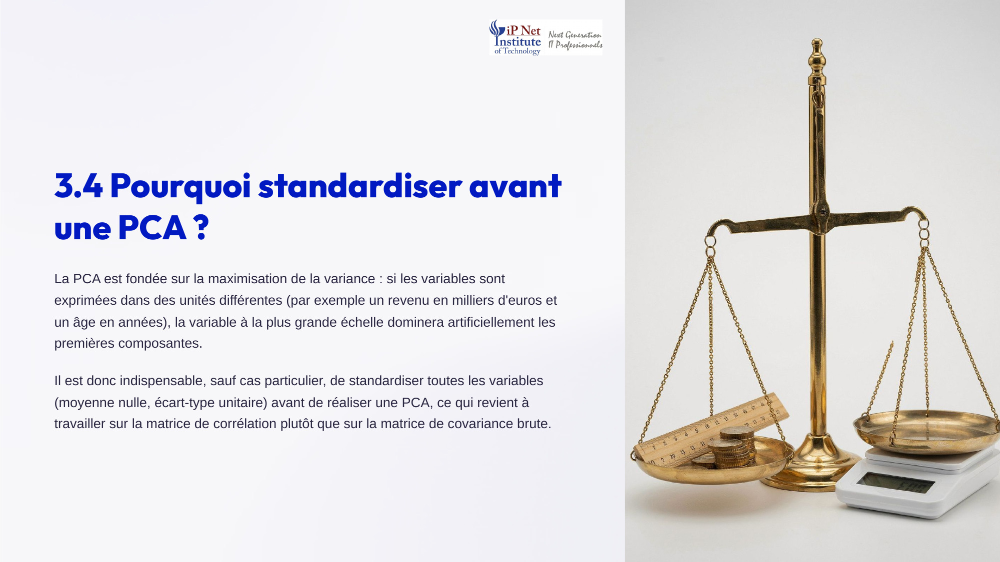 iP Net
Institute
of Technology
Next Generation
IT Professionnels
3.4 Pourquoi standardiser avant
une PCA ?
La PCA est fondée sur la maximisation de la variance : si les variables sont
exprimées dans des unités différentes (par exemple un revenu en milliers d'euros et
un âge en années), la variable à la plus grande échelle dominera artificiellement les
premières composantes.
Il est donc indispensable, sauf cas particulier, de standardiser toutes les variables
(moyenne nulle, écart-type unitaire) avant de réaliser une PCA, ce qui revient à
travailler sur la matrice de corrélation plutôt que sur la matrice de covariance brute.